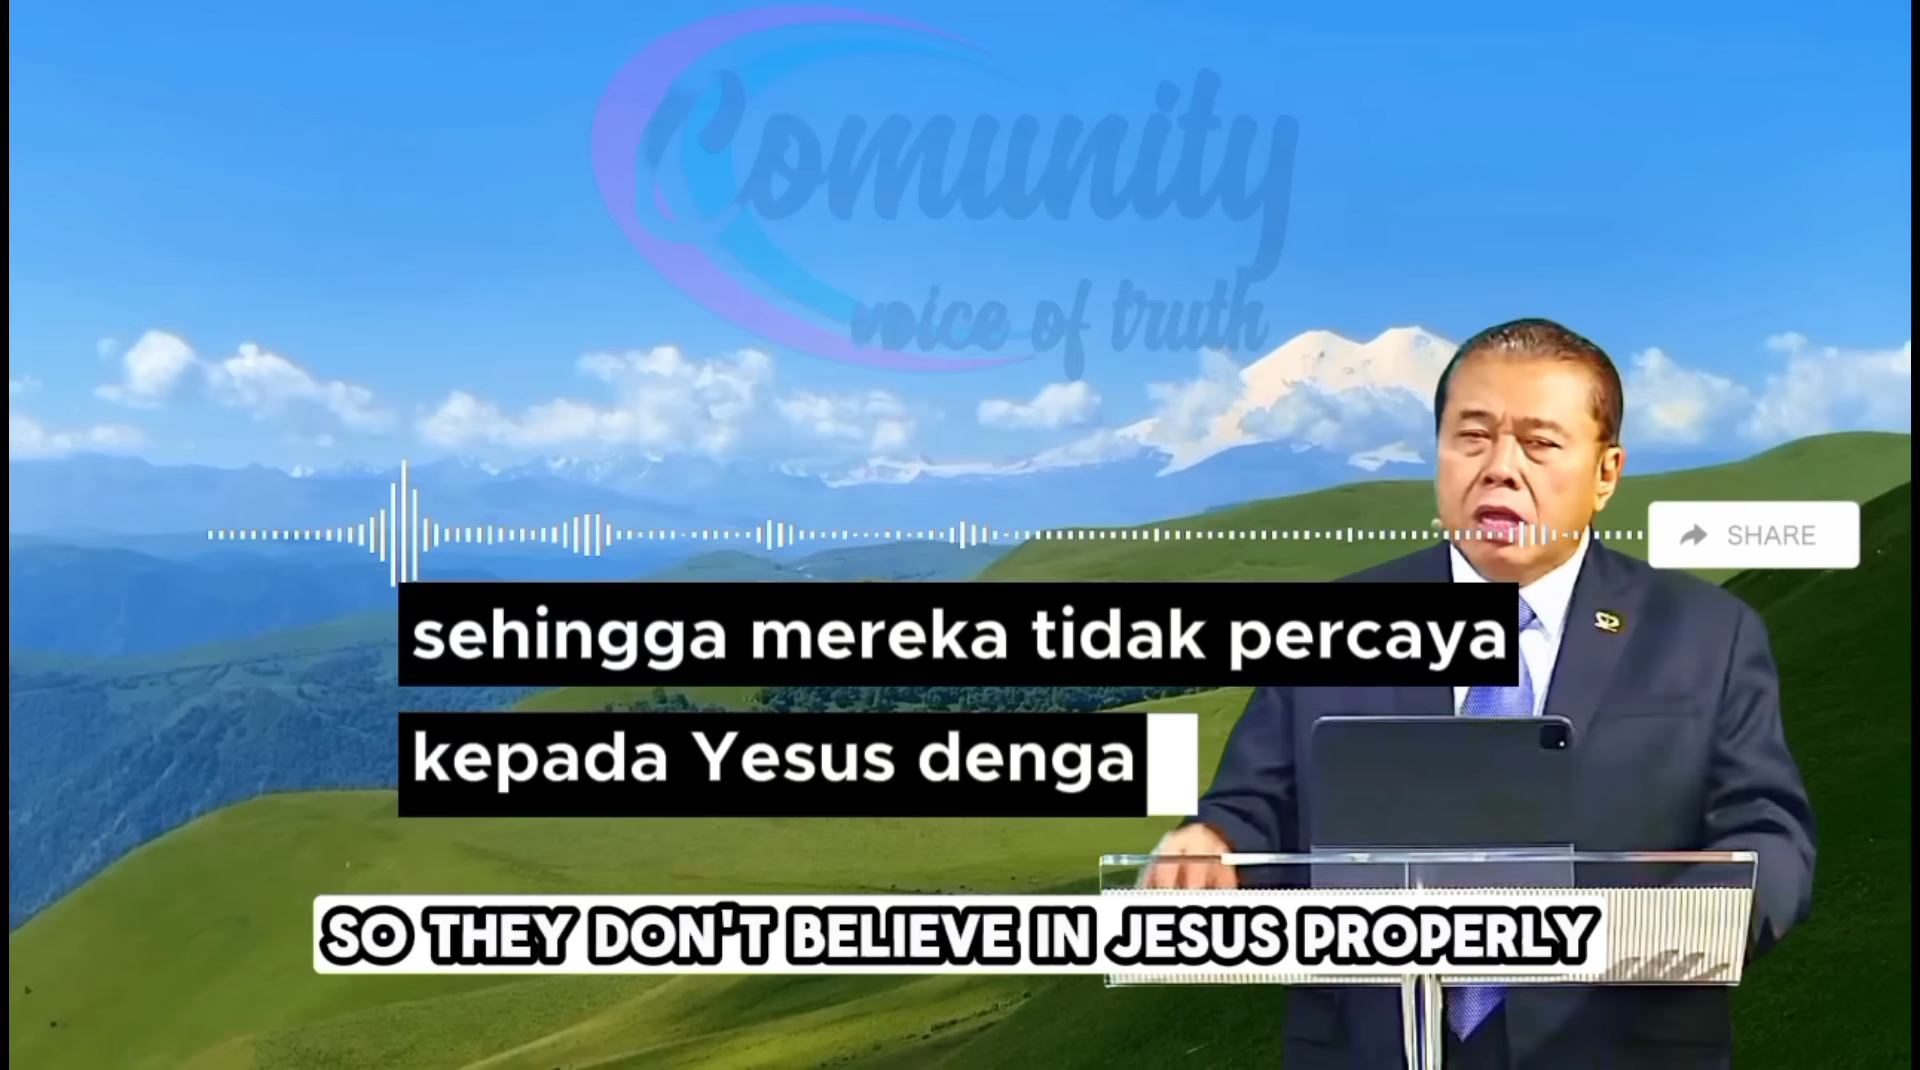 Comunity
voice of truth
SHARE
sehingga mereka tidak percaya
kepada Yesus denga
SO THEY DON'T BELIEVE IN JESUS PROPERLY